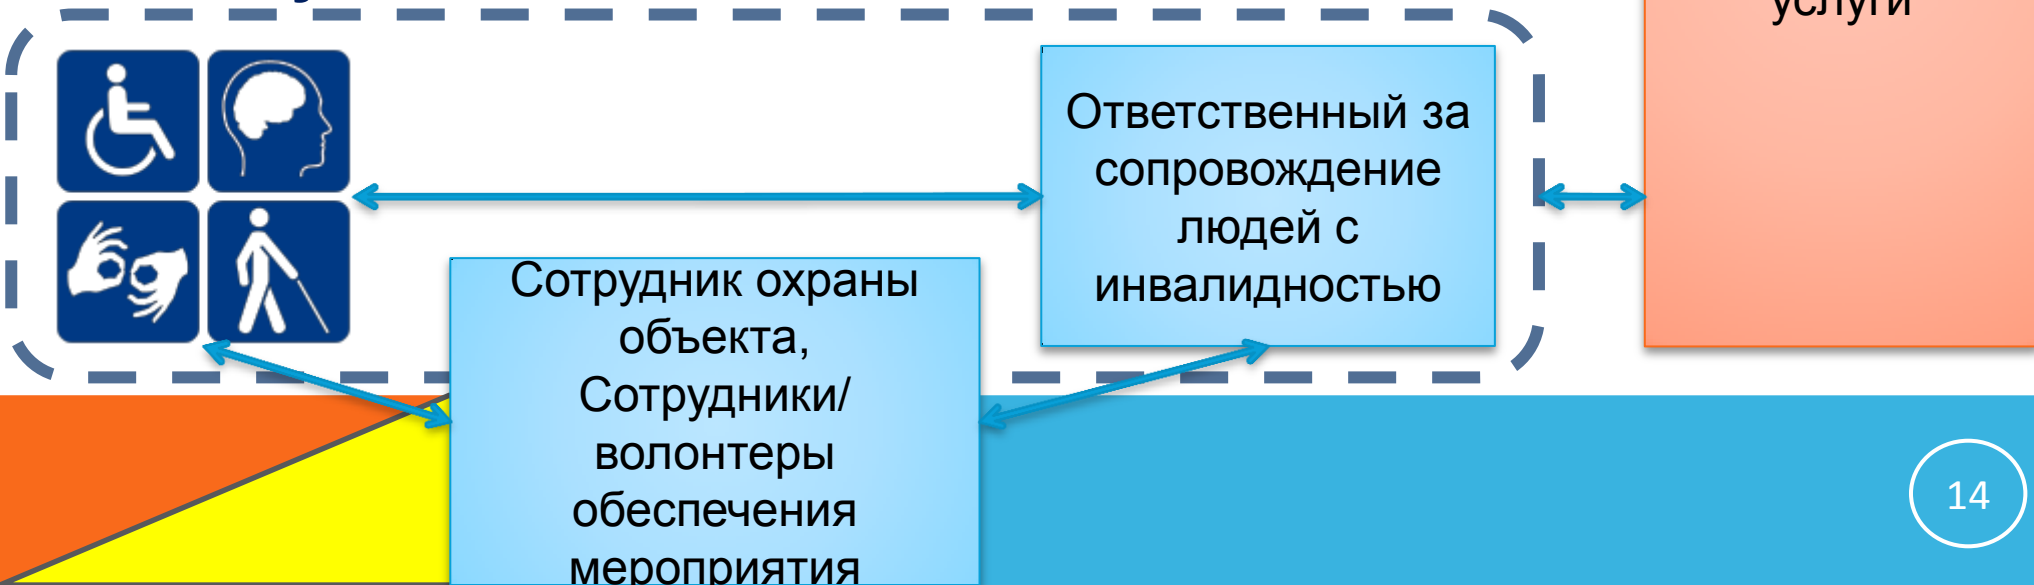 услуги
Ответственный за
сопровождение
людей с
инвалидностью
Сотрудник охраны
объекта,
Сотрудники/
волонтеры
обеспечения
мероприятия
14